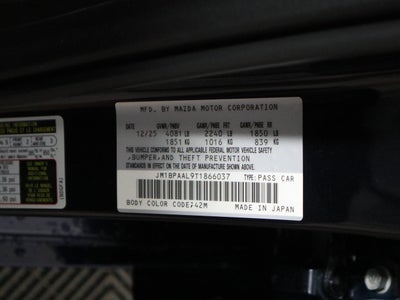 MFD. BY MAZDA MOTOR CORPORATION
12/25 GVWR/PNBV GAWR/PNBE FRT GAWR/PNBE RR
4081 LB 2240 LB 1850 LB
1851 KG 1016 KG 839 KG
THIS VEHICLE CONFORMS TO ALL APPLICABLE FEDERAL MOTOR VEHICLE SAFETY
BUMPER AND THEFT PREVENTION
STANDARDS IN EFFECT ON THE DATE OF MANUFACTURE SHOWN ABOVE.
JM1BPAAL9T1866037 TYPE: PASS CAR
BODY COLOR CODE: 42M
MADE IN JAPAN